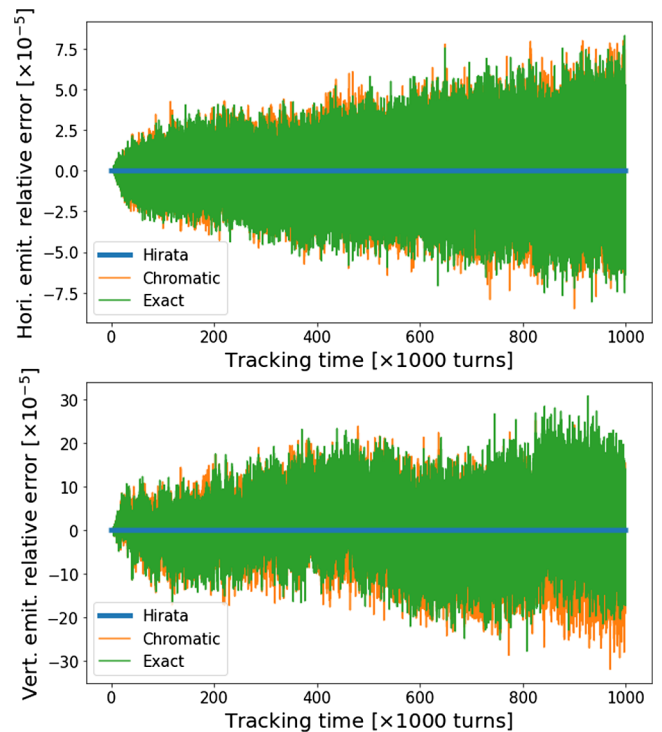 Hori. emit. relative error [×10⁻⁵]
7.5
5.0
2.5
0.0
−2.5
−5.0
−7.5
Hirata
Chromatic
Exact
0 200 400 600 800 1000
Tracking time [×1000 turns]
Vert. emit. relative error [×10⁻⁵]
30
20
10
0
−10
−20
−30
Hirata
Chromatic
Exact
0 200 400 600 800 1000
Tracking time [×1000 turns]